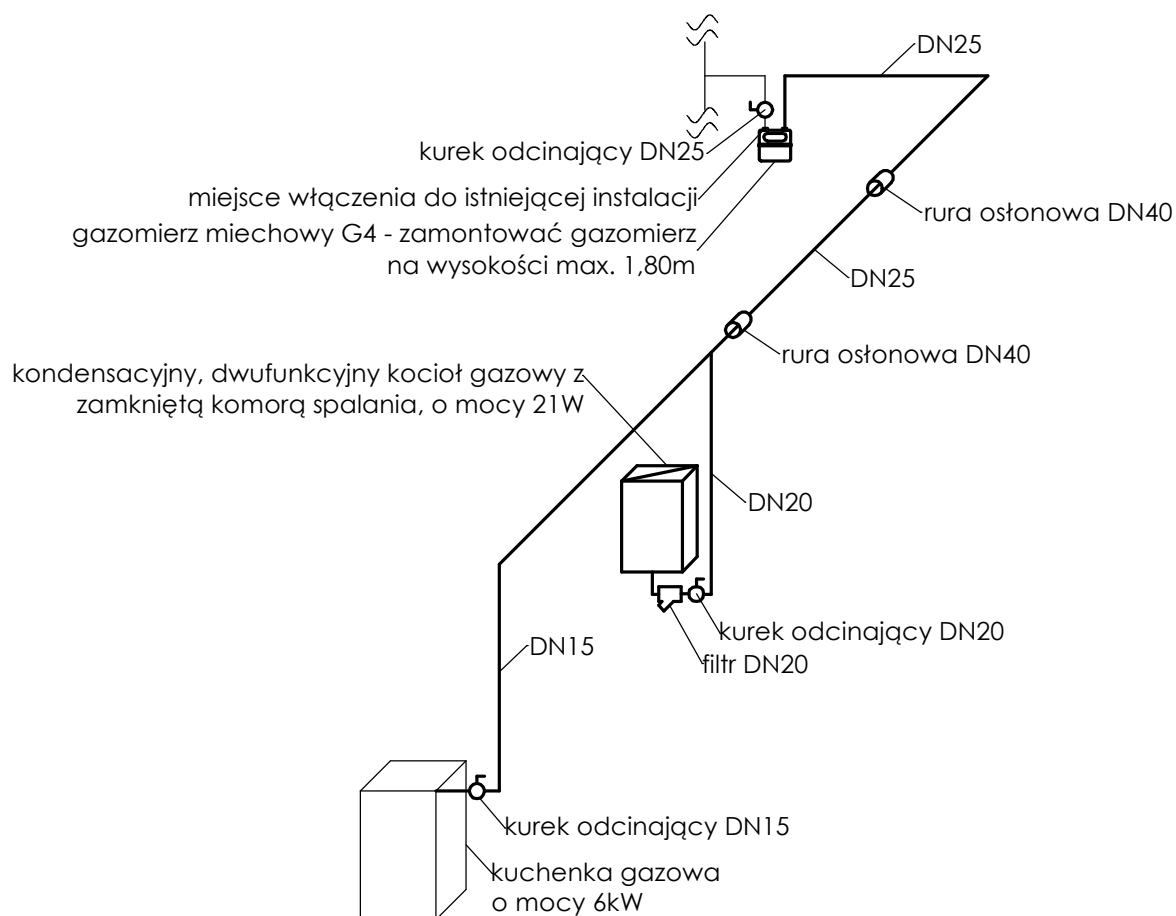 DN25
kurek odcinający DN25
miejsce włączenia do istniejącej instalacji
rura osłonowa DN40
gazomierz miechowy G4 - zamontować gazomierz
na wysokości max. 1,80m
DN25
rura osłonowa DN40
kondensacyjny, dwufunkcyjny kocioł gazowy z
zamkniętą komorą spalania, o mocy 21W
DN20
kurek odcinający DN20
DN15
filtr DN20
kurek odcinający DN15
kuchenka gazowa
o mocy 6kW